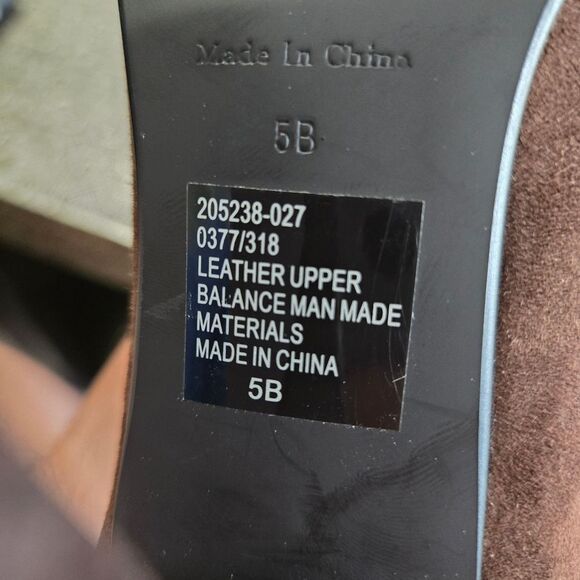 Made In China
5B
205238-027
0377/318
LEATHER UPPER
BALANCE MAN MADE
MATERIALS
MADE IN CHINA
5B